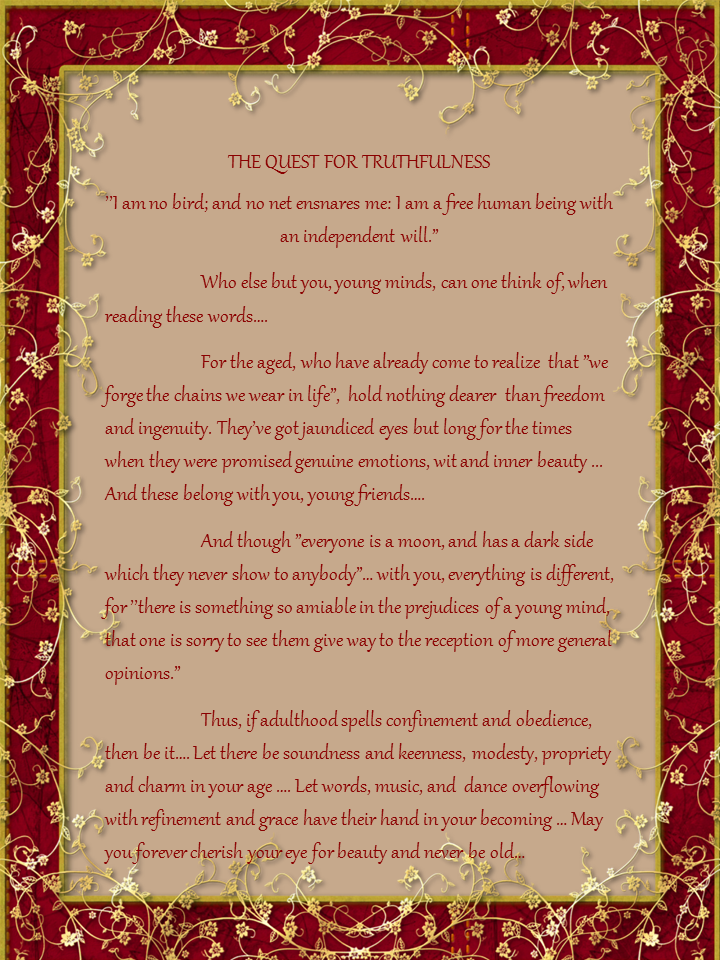 THE QUEST FOR TRUTHFULNESS
"I am no bird; and no net ensnares me: I am a free human being with
an independent will."
Who else but you, young minds, can one think of, when
reading these words....
For the aged, who have already come to realize that "we
forge the chains we wear in life", hold nothing dearer than freedom
and ingenuity. They've got jaundiced eyes but long for the times
when they were promised genuine emotions, wit and inner beauty ...
And these belong with you, young friends....
And though "everyone is a moon, and has a dark side
which they never show to anybody"... with you, everything is different,
for "there is something so amiable in the prejudices of a young mind,
that one is sorry to see them give way to the reception of more general
opinions."
Thus, if adulthood spells confinement and obedience,
then be it.... Let there be soundness and keenness, modesty, propriety
and charm in your age .... Let words, music, and dance overflowing
with refinement and grace have their hand in your becoming ... May
you forever cherish your eye for beauty and never be old...